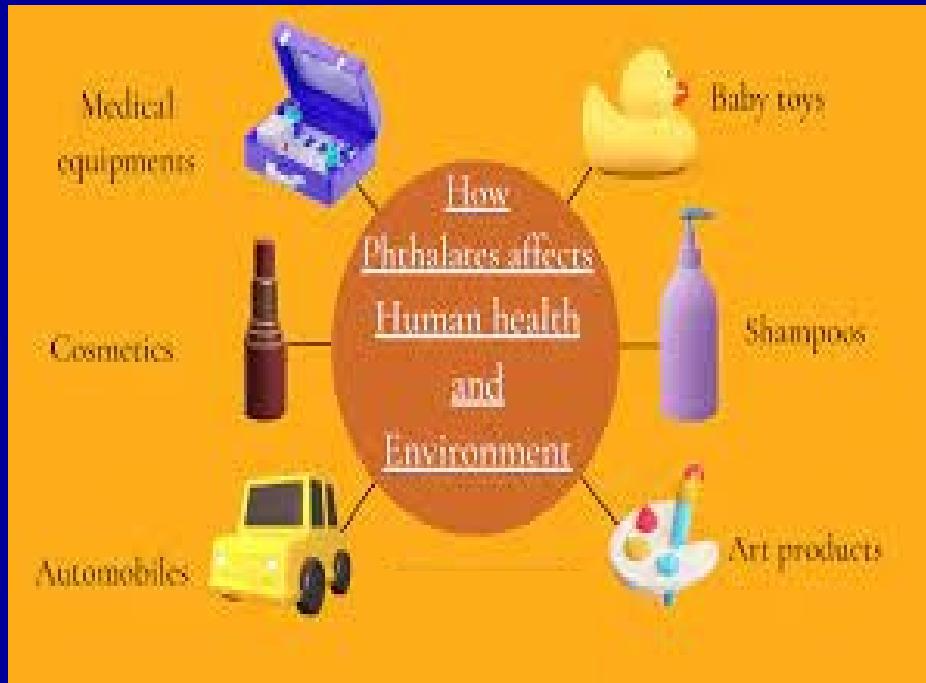 Medical
equipments
Baby toys
How
Phthalates affects
Human health
and
Environment
Cosmetics
Shampoos
Automobiles
Art products